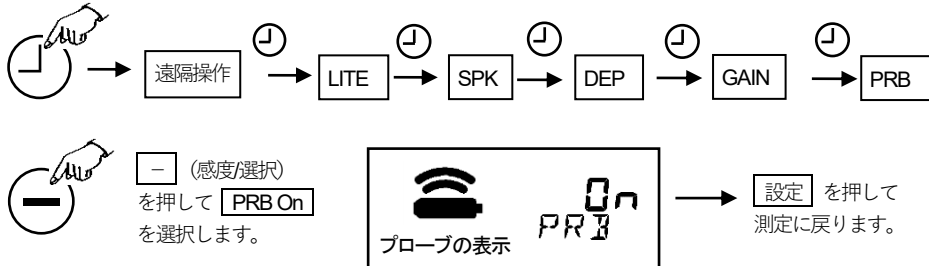 遠隔操作
LITE
SPK
DEP
GAIN
PRB
－ (感度/選択)
を押して PRB On
を選択します。
On
PRB
プローブの表示
設定 を押して
測定に戻ります。